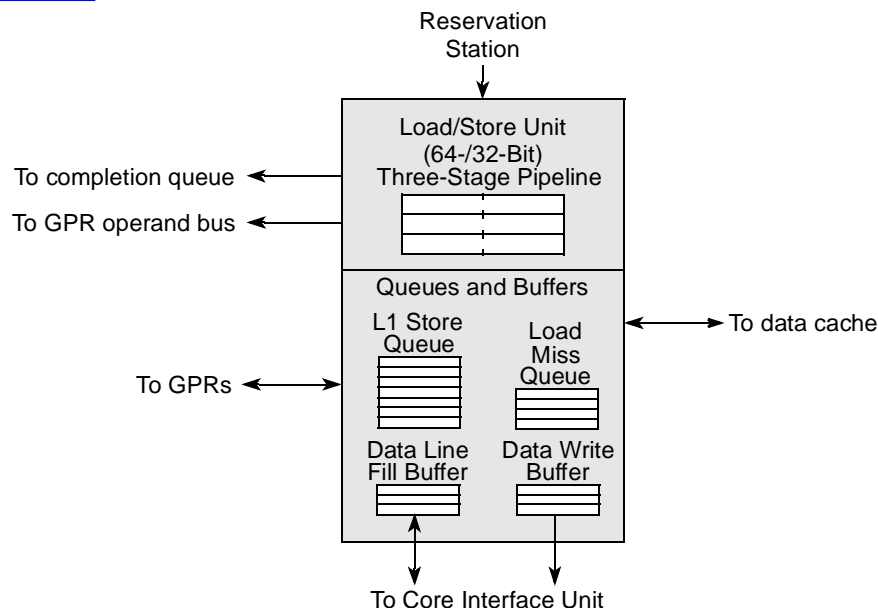 Reservation
Station
Load/Store Unit
(64-/32-Bit)
Three-Stage Pipeline
To completion queue
To GPR operand bus
Queues and Buffers
L1 Store
Queue
Load
Miss
Queue
To data cache
To GPRs
Data Line
Fill Buffer
Data Write
Buffer
To Core Interface Unit